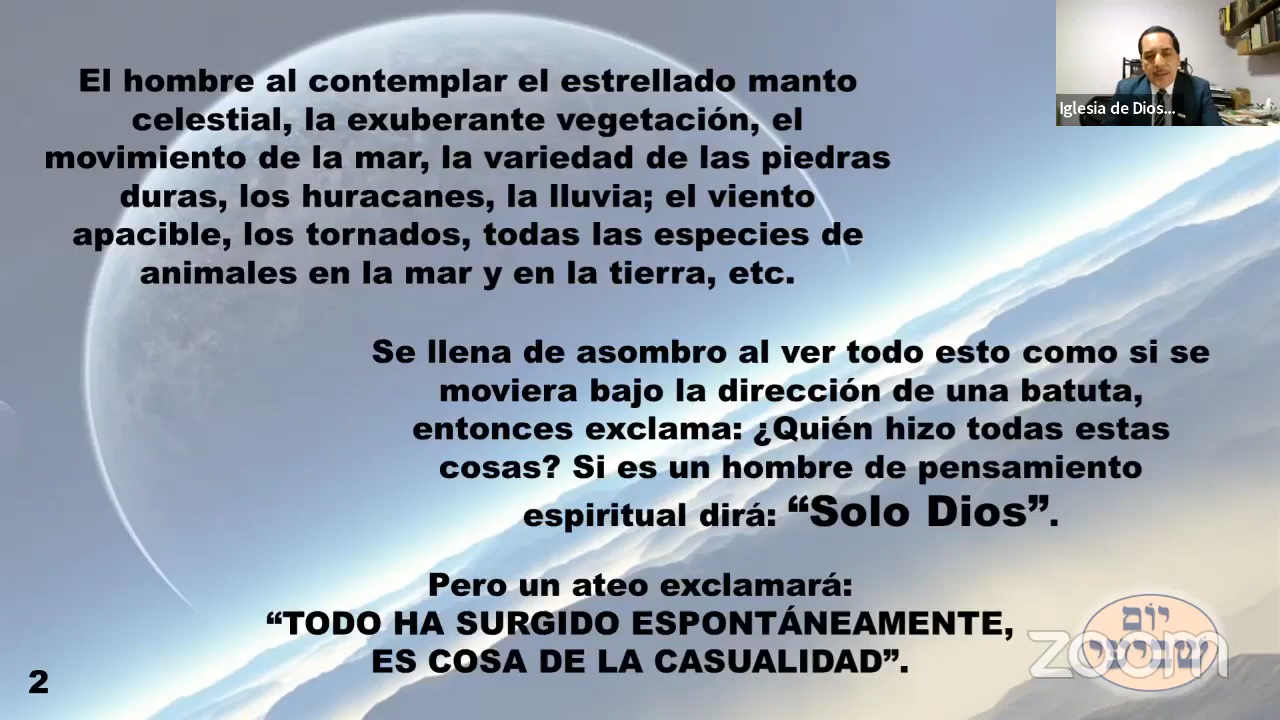 El hombre al contemplar el estrellado manto
celestial, la exuberante vegetación, el
movimiento de la mar, la variedad de las piedras
duras, los huracanes, la lluvia; el viento
apacible, los tornados, todas las especies de
animales en la mar y en la tierra, etc.
Iglesia de Dios...
Se llena de asombro al ver todo esto como si se
moviera bajo la dirección de una batuta,
entonces exclama: ¿Quién hizo todas estas
cosas? Si es un hombre de pensamiento
espiritual dirá: “Solo Dios”.
Pero un ateo exclamará:
“TODO HA SURGIDO ESPONTÁNEAMENTE,
ES COSA DE LA CASUALIDAD”.
יוֹם
zoom
2